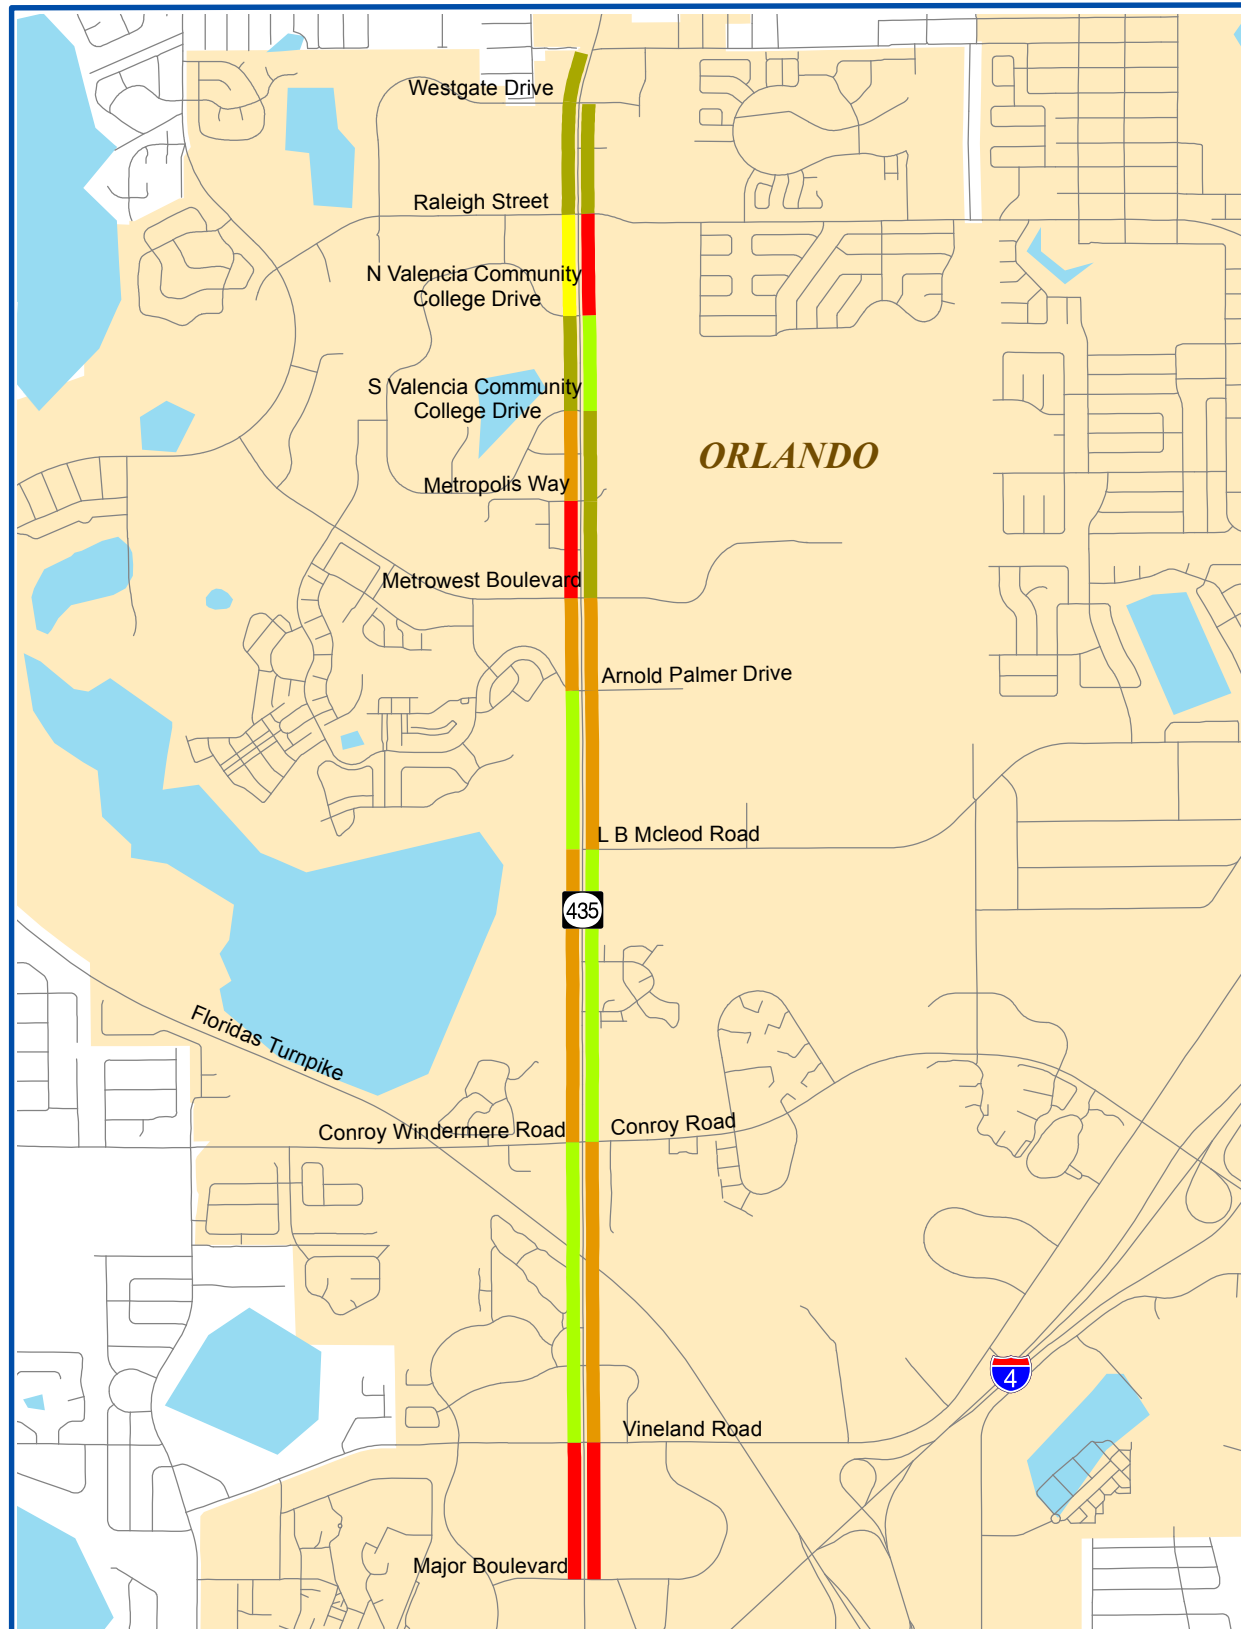 Westgate Drive
Raleigh Street
N Valencia Community
College Drive
S Valencia Community
College Drive
ORLANDO
Metropolis Way
Metrowest Boulevard
Arnold Palmer Drive
L B Mcleod Road
435
Floridas Turnpike
Conroy Windermere Road
Conroy Road
4
Vineland Road
Major Boulevard